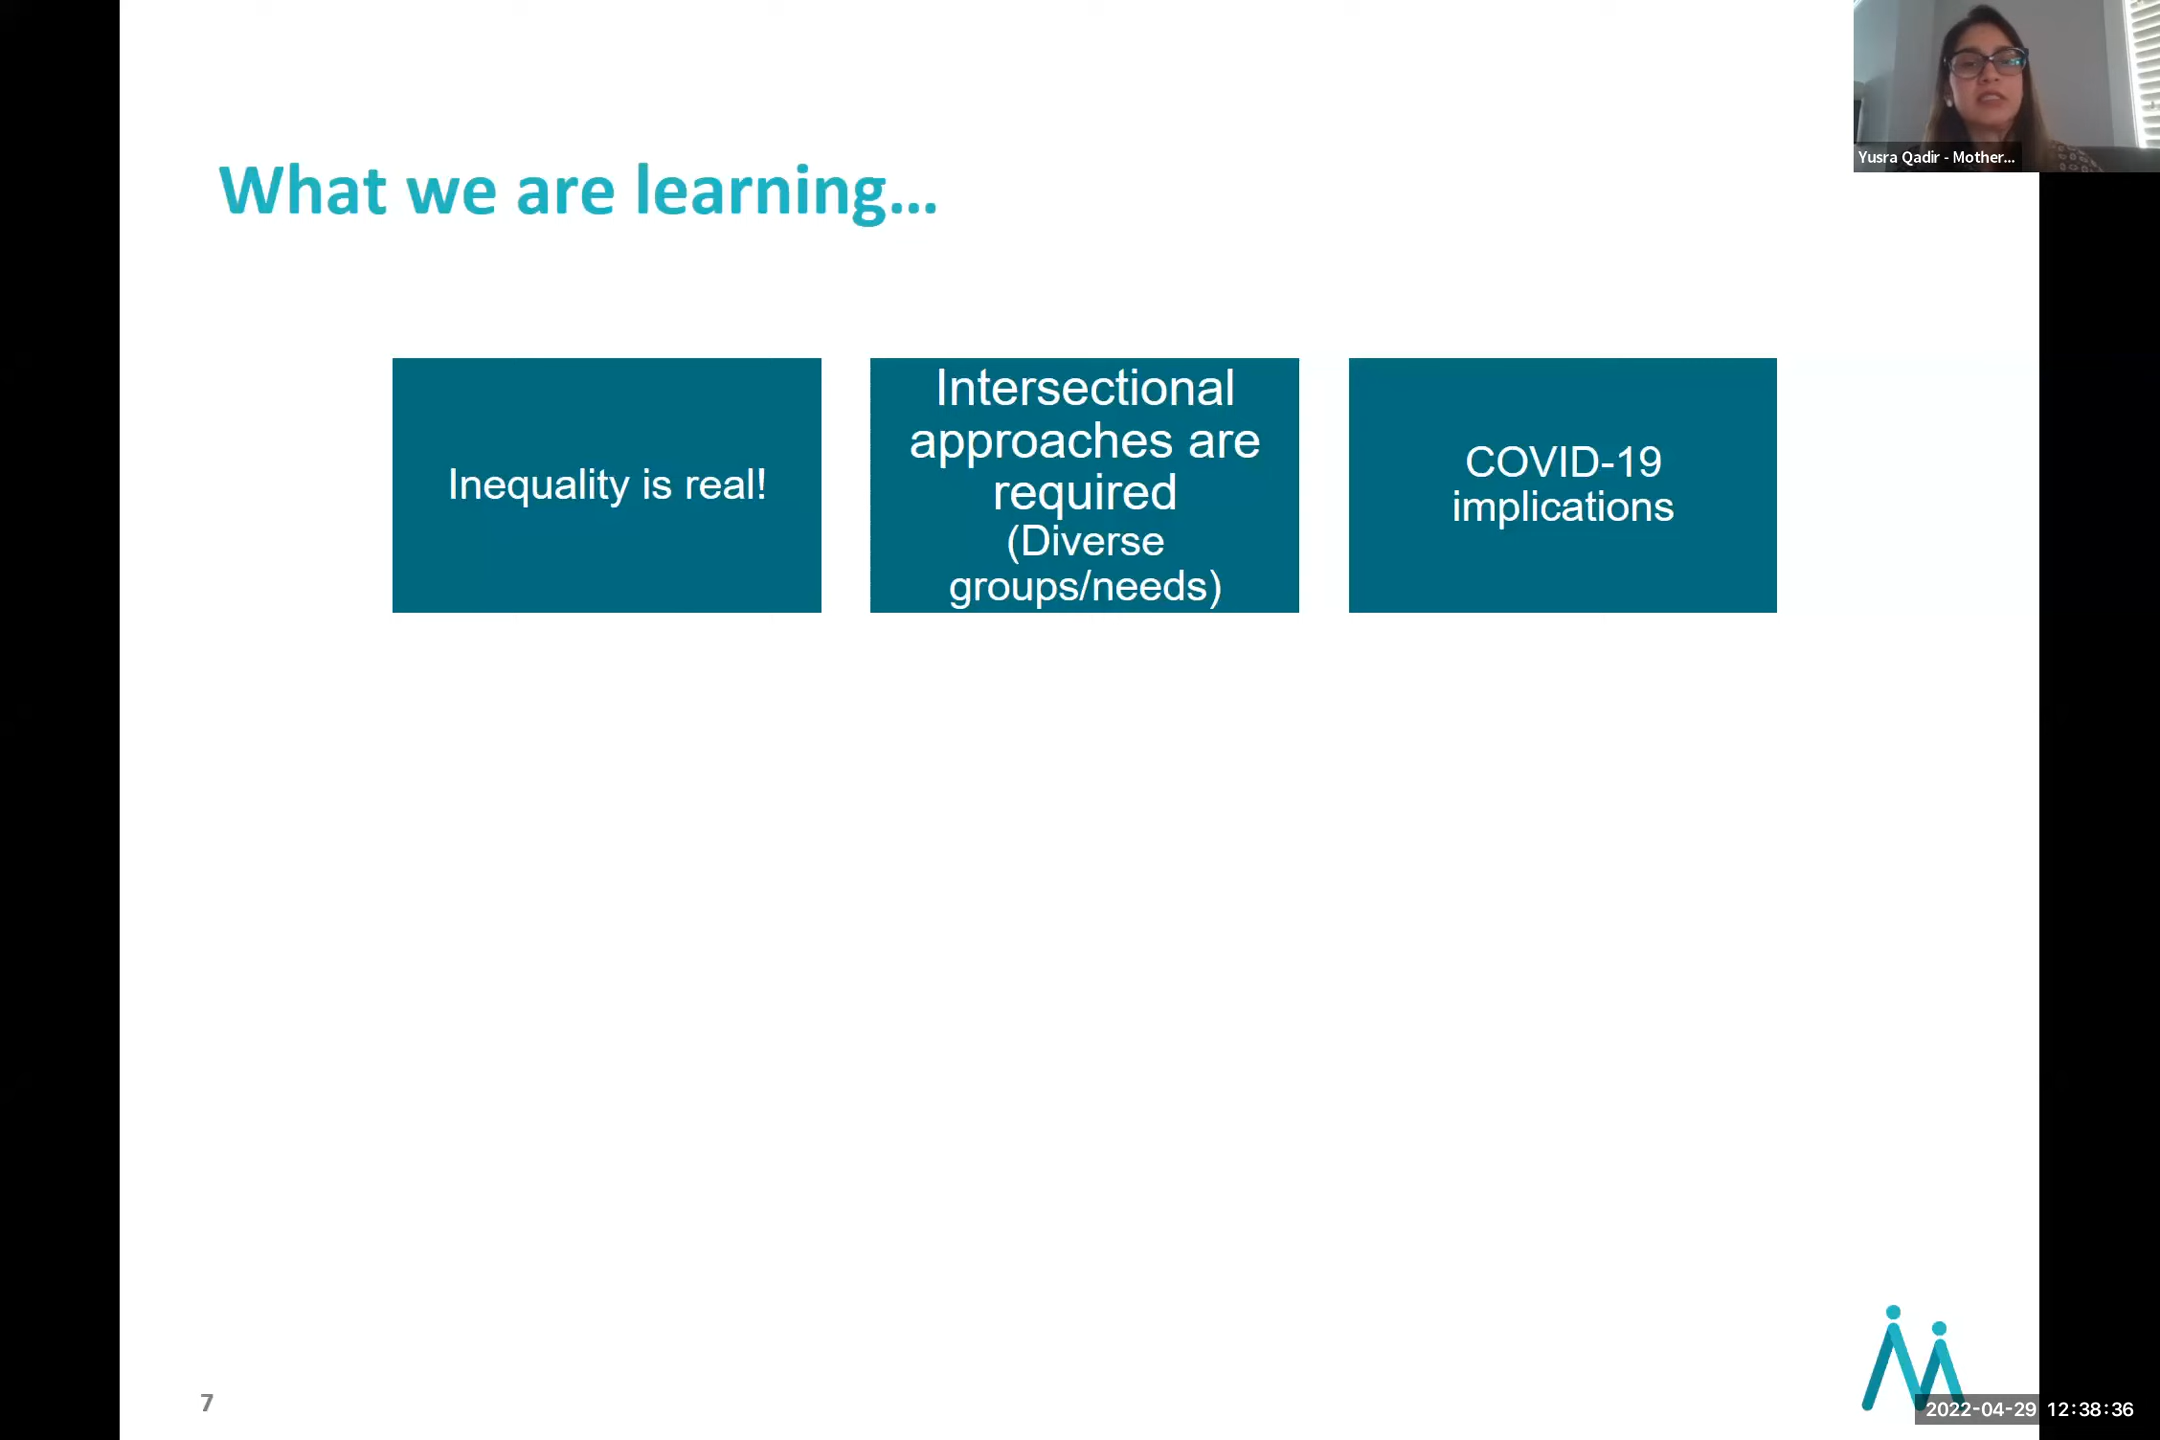 Yusra Qadir - Mother...
What we are learning...
Inequality is real!
Intersectional
approaches are
required
(Diverse
groups/needs)
COVID-19
implications
7
2022-04-29 12:38:36